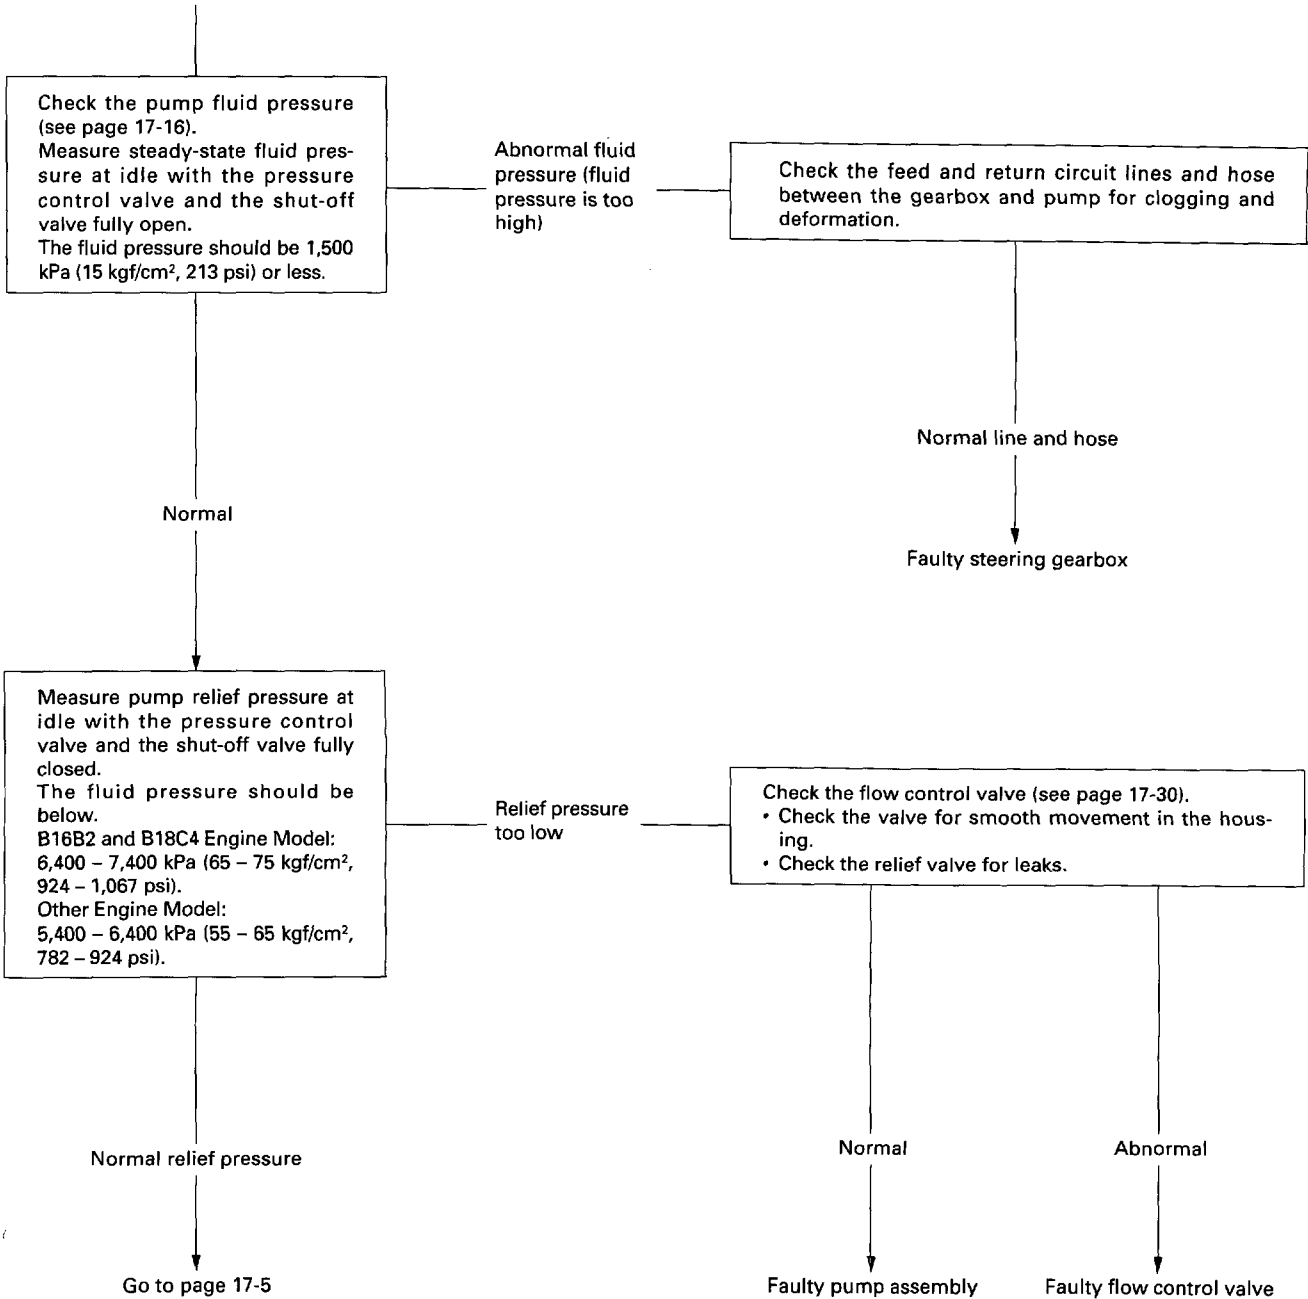 Check the pump fluid pressure
(see page 17-16).
Measure steady-state fluid pres-
sure at idle with the pressure
control valve and the shut-off
valve fully open.
The fluid pressure should be 1,500
kPa (15 kgf/cm², 213 psi) or less.
Abnormal fluid
pressure (fluid
pressure is too
high)
Check the feed and return circuit lines and hose
between the gearbox and pump for clogging and
deformation.
Normal line and hose
Normal
Faulty steering gearbox
Measure pump relief pressure at
idle with the pressure control
valve and the shut-off valve fully
closed.
The fluid pressure should be
below.
B16B2 and B18C4 Engine Model:
6,400 – 7,400 kPa (65 – 75 kgf/cm²,
924 – 1,067 psi).
Other Engine Model:
5,400 – 6,400 kPa (55 – 65 kgf/cm²,
782 – 924 psi).
Relief pressure
too low
Check the flow control valve (see page 17-30).
• Check the valve for smooth movement in the hous-
ing.
• Check the relief valve for leaks.
Normal relief pressure
Normal
Abnormal
Go to page 17-5
Faulty pump assembly
Faulty flow control valve